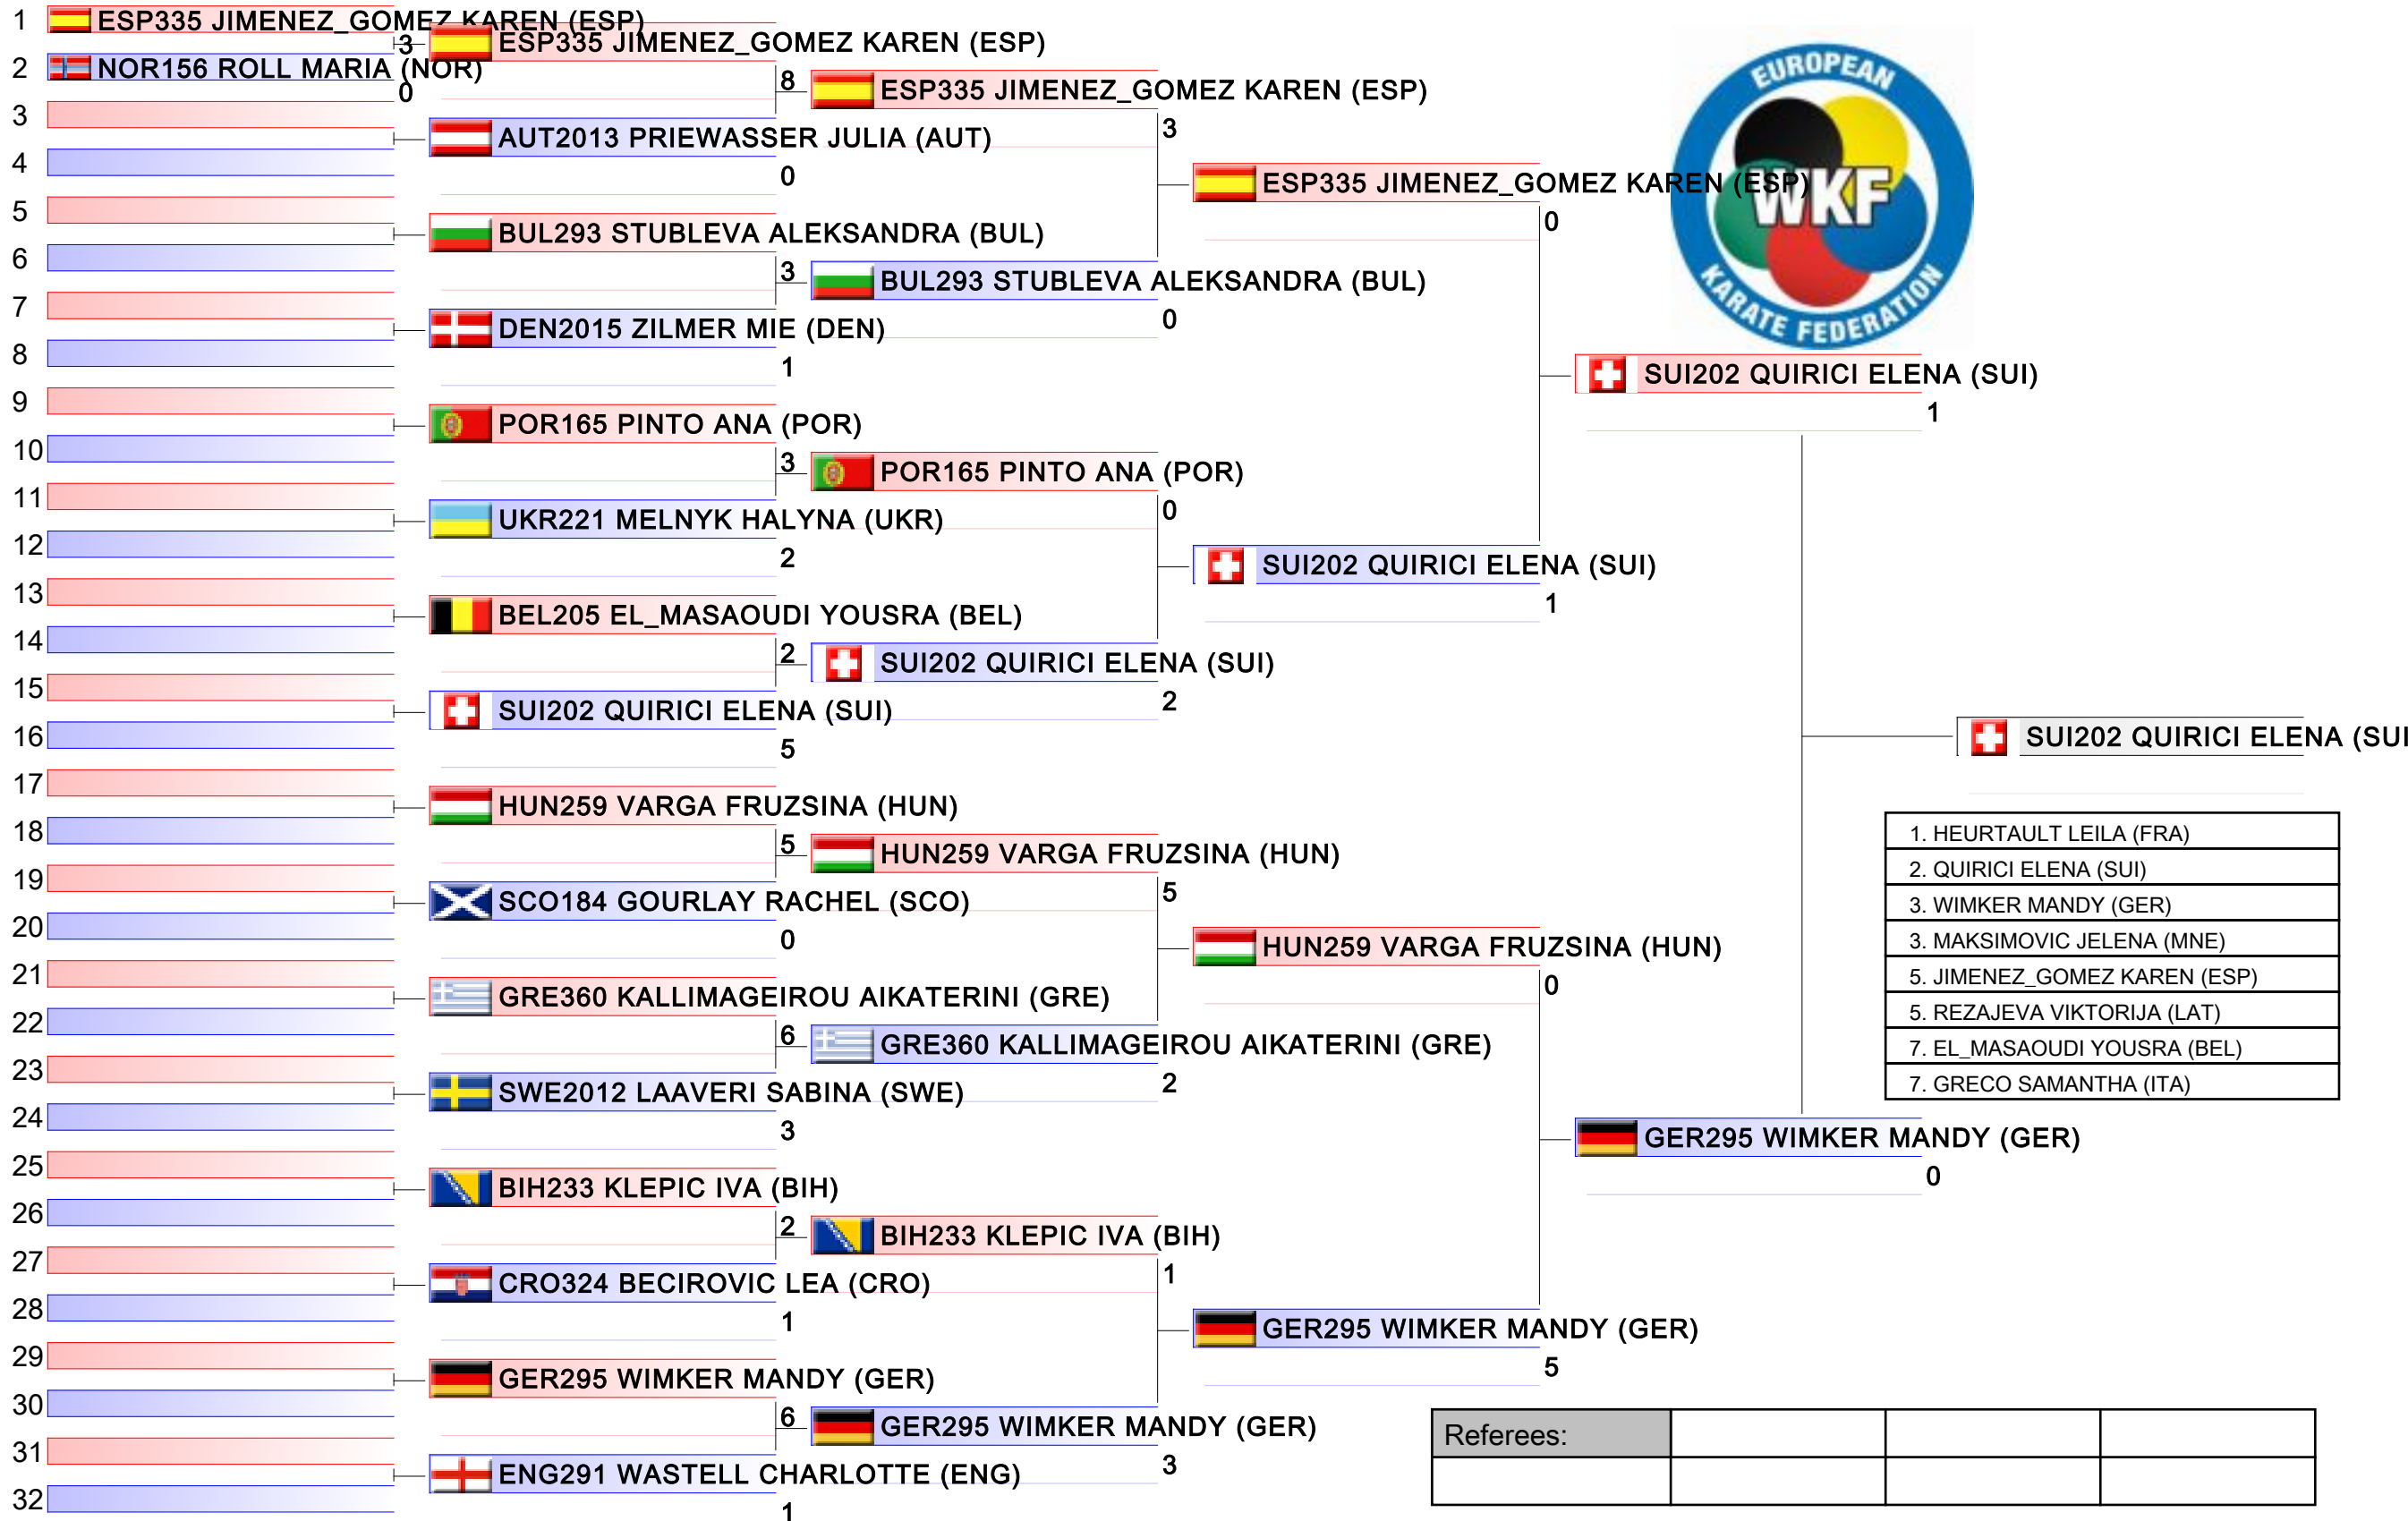 1 ESP335 JIMENEZ_GOMEZ KAREN (ESP)
3
2 NOR156 ROLL MARIA (NOR)
0
3
4
5
6
7
8
9
10
11
12
13
14
15
16
17
18
19
20
21
22
23
24
25
26
27
28
29
30
31
32
ESP335 JIMENEZ_GOMEZ KAREN (ESP)
8
AUT2013 PRIEWASSER JULIA (AUT)
0
BUL293 STUBLEVA ALEKSANDRA (BUL)
3
DEN2015 ZILMER MIE (DEN)
1
POR165 PINTO ANA (POR)
3
UKR221 MELNYK HALYNA (UKR)
2
BEL205 EL_MASAOUDI YOUSRA (BEL)
2
SUI202 QUIRICI ELENA (SUI)
5
HUN259 VARGA FRUZSINA (HUN)
5
SCO184 GOURLAY RACHEL (SCO)
0
GRE360 KALLIMAGEIROU AIKATERINI (GRE)
6
SWE2012 LAAVERI SABINA (SWE)
3
BIH233 KLEPIC IVA (BIH)
2
CRO324 BECIROVIC LEA (CRO)
1
GER295 WIMKER MANDY (GER)
6
ENG291 WASTELL CHARLOTTE (ENG)
1
ESP335 JIMENEZ_GOMEZ KAREN (ESP)
3
BUL293 STUBLEVA ALEKSANDRA (BUL)
0
POR165 PINTO ANA (POR)
0
SUI202 QUIRICI ELENA (SUI)
2
HUN259 VARGA FRUZSINA (HUN)
5
GRE360 KALLIMAGEIROU AIKATERINI (GRE)
2
BIH233 KLEPIC IVA (BIH)
1
GER295 WIMKER MANDY (GER)
3
ESP335 JIMENEZ_GOMEZ KAREN (ESP)
0
SUI202 QUIRICI ELENA (SUI)
1
HUN259 VARGA FRUZSINA (HUN)
0
GER295 WIMKER MANDY (GER)
5
EUROPEAN
WKF
KARATE FEDERATION
SUI202 QUIRICI ELENA (SUI)
1
GER295 WIMKER MANDY (GER)
0
SUI202 QUIRICI ELENA (SUI
1. HEURTAULT LEILA (FRA)
2. QUIRICI ELENA (SUI)
3. WIMKER MANDY (GER)
3. MAKSIMOVIC JELENA (MNE)
5. JIMENEZ_GOMEZ KAREN (ESP)
5. REZAJEVA VIKTORIJA (LAT)
7. EL_MASAOUDI YOUSRA (BEL)
7. GRECO SAMANTHA (ITA)
Referees: